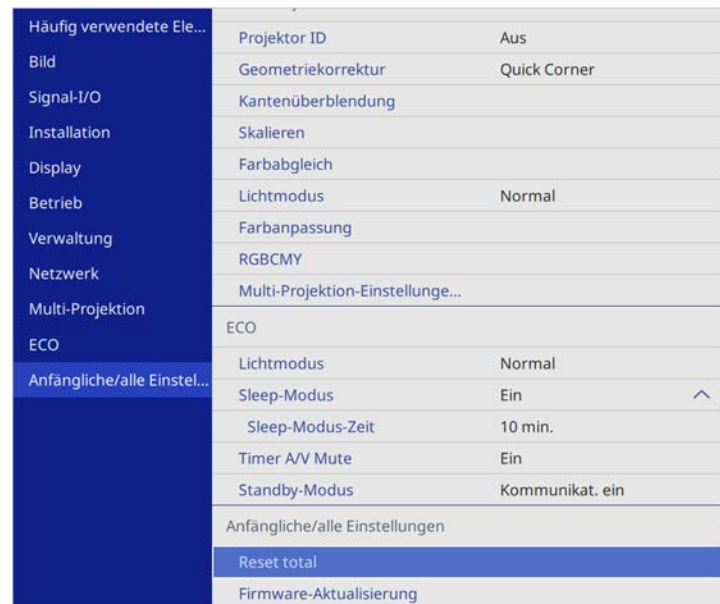 Häufig verwendete Ele...
Bild
Signal-I/O
Installation
Display
Betrieb
Verwaltung
Netzwerk
Multi-Projektion
ECO
Anfängliche/alle Einstel...
Projektor ID Aus
Geometriekorrektur Quick Corner
Kantenüberblendung
Skalieren
Farbabgleich
Lichtmodus Normal
Farbanpassung
RGBCMY
Multi-Projektion-Einstellunge...
ECO
Lichtmodus Normal
Sleep-Modus Ein
Sleep-Modus-Zeit 10 min.
Timer A/V Mute Ein
Standby-Modus Kommunikat. ein
Anfängliche/alle Einstellungen
Reset total
Firmware-Aktualisierung